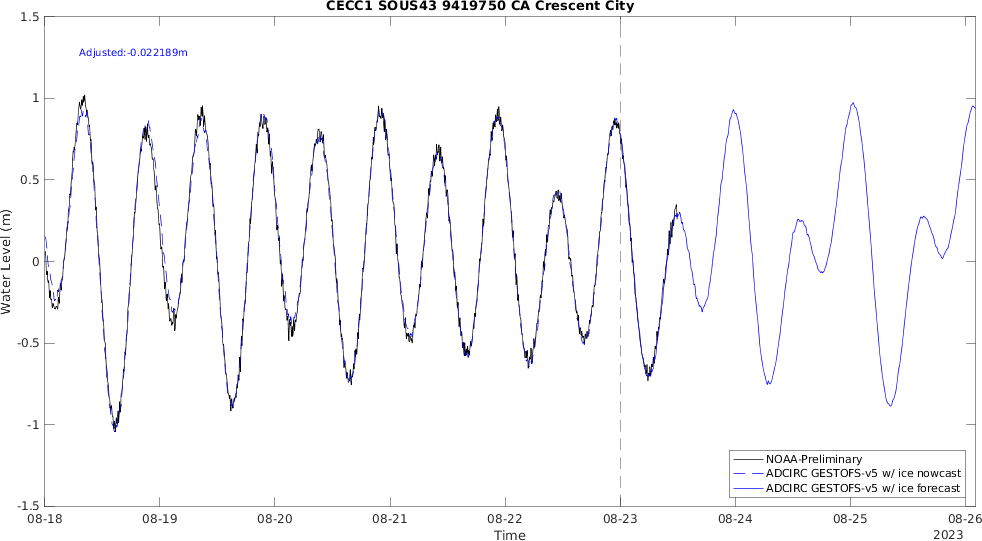 CECC1 SOUS43 9419750 CA Crescent City
Adjusted:-0.022189m
1.5
1
0.5
0
-0.5
-1
-1.5
Water Level (m)
NOAA-Preliminary
ADCIRC GESTOFS-v5 w/ ice nowcast
ADCIRC GESTOFS-v5 w/ ice forecast
08-18 08-19 08-20 08-21 08-22 08-23 08-24 08-25 08-26
Time
2023